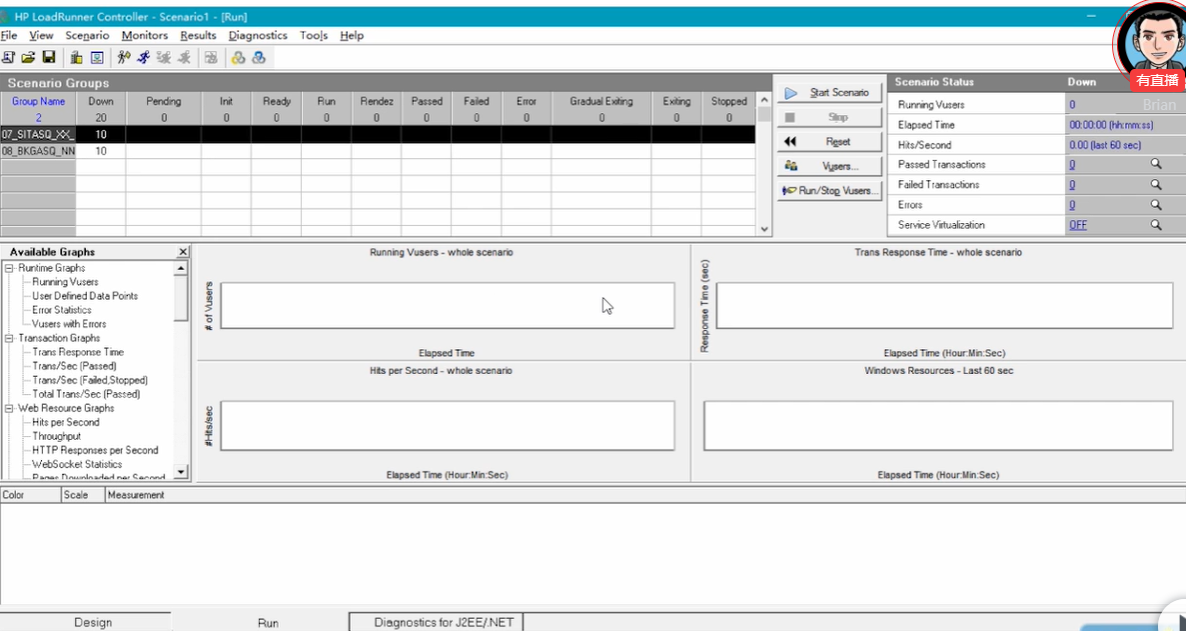 HP LoadRunner Controller - Scenario1 - [Run]
File View Scenario Monitors Results Diagnostics Tools Help
有直播
Brian
Scenario Groups
Group Name Down Pending Init Ready Run Rendez Passed Failed Error Gradual Exiting Exiting Stopped
2 20 0 0 0 0 0 0 0 0 0 0 0
07_SITASQ_XX_ 10
08_BKGASQ_NN 10
Start Scenario
Stop
Reset
Vusers...
Run/Stop Vusers...
Scenario Status Down
Running Vusers 0
Elapsed Time 00:00:00 (hh:mm:ss)
Hits/Second 0.00 (last 60 sec)
Passed Transactions 0
Failed Transactions 0
Errors 0
Service Virtualization OFF
Available Graphs
Runtime Graphs
Running Vusers
User Defined Data Points
Error Statistics
Vusers with Errors
Transaction Graphs
Trans Response Time
Trans/Sec (Passed)
Trans/Sec (Failed,Stopped)
Total Trans/Sec (Passed)
Web Resource Graphs
Hits per Second
Throughput
HTTP Responses per Second
WebSocket Statistics
Pages Downloaded per Second
Running Vusers - whole scenario
# of Vusers
Elapsed Time
Trans Response Time - whole scenario
Response Time (sec)
Elapsed Time (Hour:Min:Sec)
Hits per Second - whole scenario
#Hits/sec
Elapsed Time (Hour:Min:Sec)
Windows Resources - Last 60 sec
Elapsed Time (Hour:Min:Sec)
Color Scale Measurement
Design Run Diagnostics for J2EE/.NET